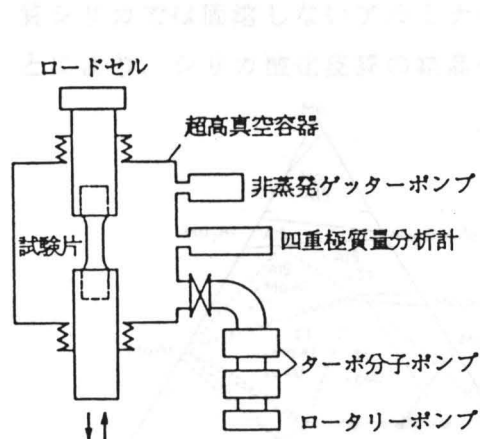 ロードセル
超高真空容器
非蒸発ゲッターポンプ
試験片
四重極質量分析計
ターボ分子ポンプ
ロータリーポンプ